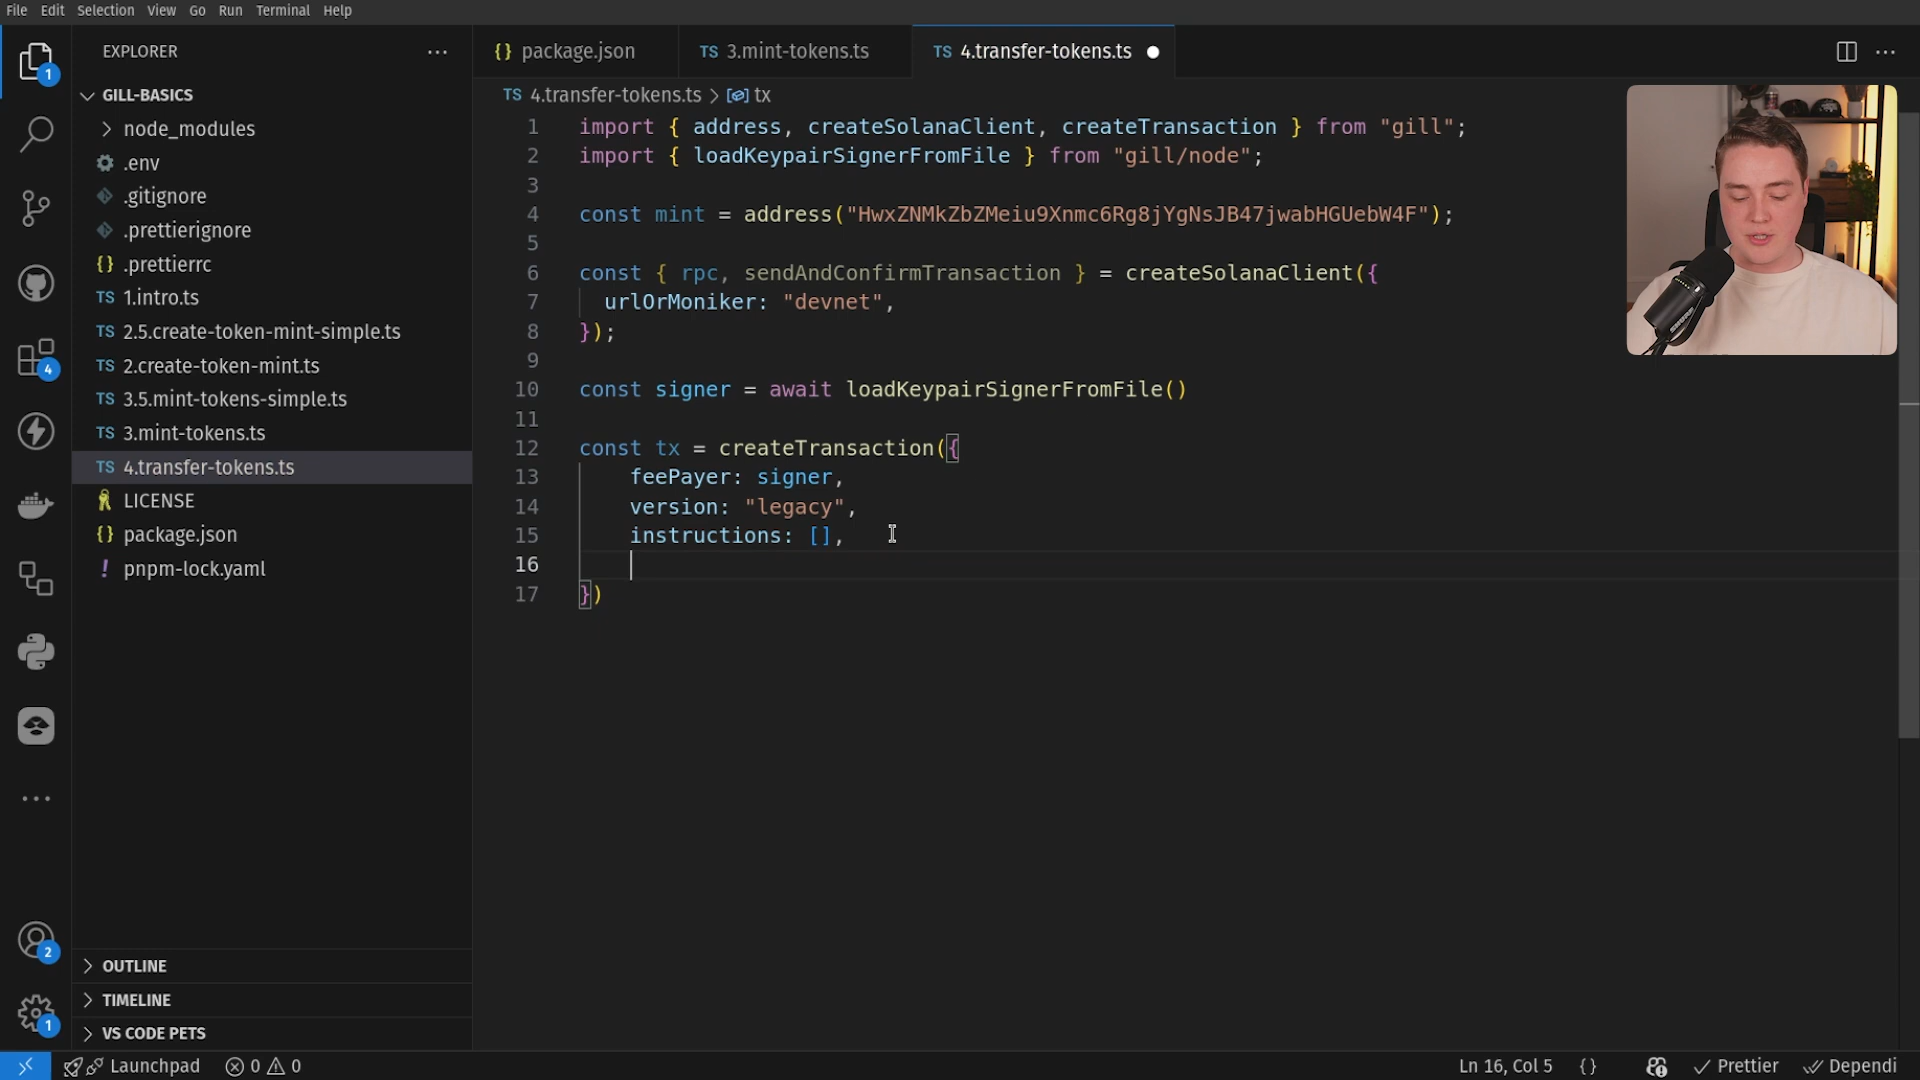 File Edit Selection View Go Run Terminal Help
EXPLORER
GILL-BASICS
node_modules
.env
.gitignore
.prettierignore
.prettierrc
TS 1.intro.ts
TS 2.5.create-token-mint-simple.ts
TS 2.create-token-mint.ts
TS 3.5.mint-tokens-simple.ts
TS 3.mint-tokens.ts
TS 4.transfer-tokens.ts
LICENSE
{} package.json
! pnpm-lock.yaml
OUTLINE
TIMELINE
VS CODE PETS
1
4
2
1
{} package.json
TS 3.mint-tokens.ts
TS 4.transfer-tokens.ts
TS 4.transfer-tokens.ts > tx
1 import { address, createSolanaClient, createTransaction } from "gill";
2 import { loadKeypairSignerFromFile } from "gill/node";
3
4 const mint = address("HwxZNMkZbZMeiu9Xnmc6Rg8jYgNsJB47jwabHGUebW4F");
5
6 const { rpc, sendAndConfirmTransaction } = createSolanaClient({
7 urlOrMoniker: "devnet",
8 });
9
10 const signer = await loadKeypairSignerFromFile()
11
12 const tx = createTransaction({
13 feePayer: signer,
14 version: "legacy",
15 instructions: [],
16
17 })
Launchpad 0 0 Ln 16, Col 5 {} Prettier Dependi